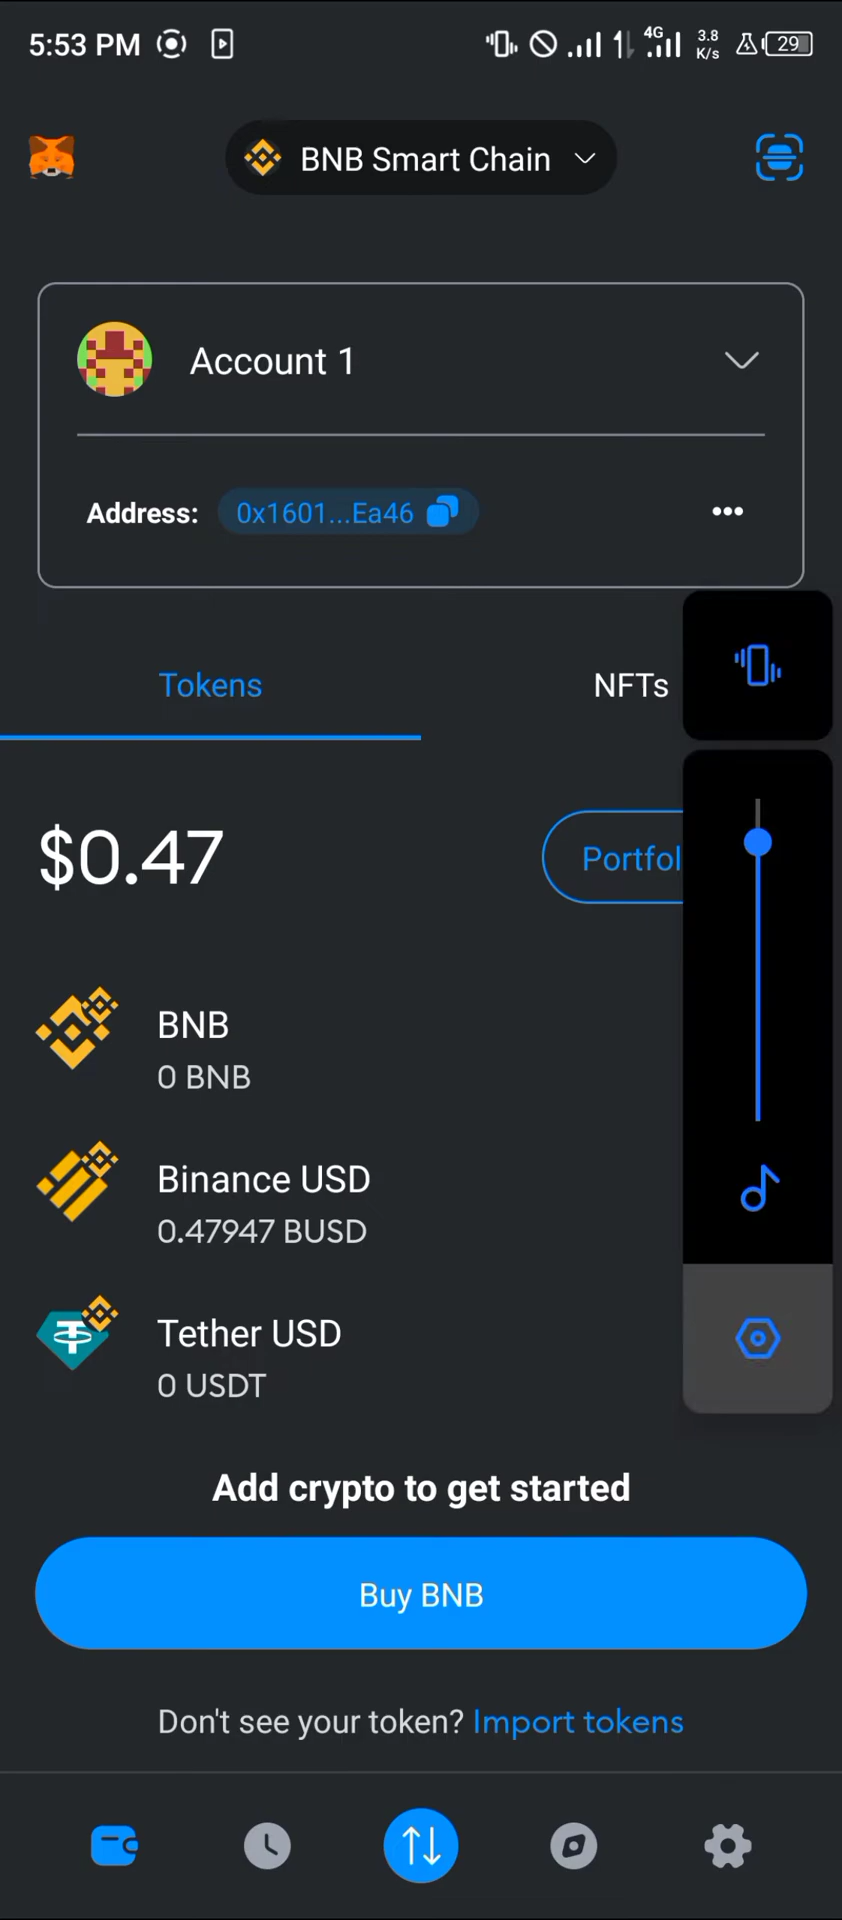 5:53 PM
4G
3.8
K/s
29
BNB Smart Chain
Account 1
Address: 0x1601...Ea46
Tokens
NFTs
$0.47
Portfol
BNB
0 BNB
Binance USD
0.47947 BUSD
Tether USD
0 USDT
Add crypto to get started
Buy BNB
Don't see your token? Import tokens